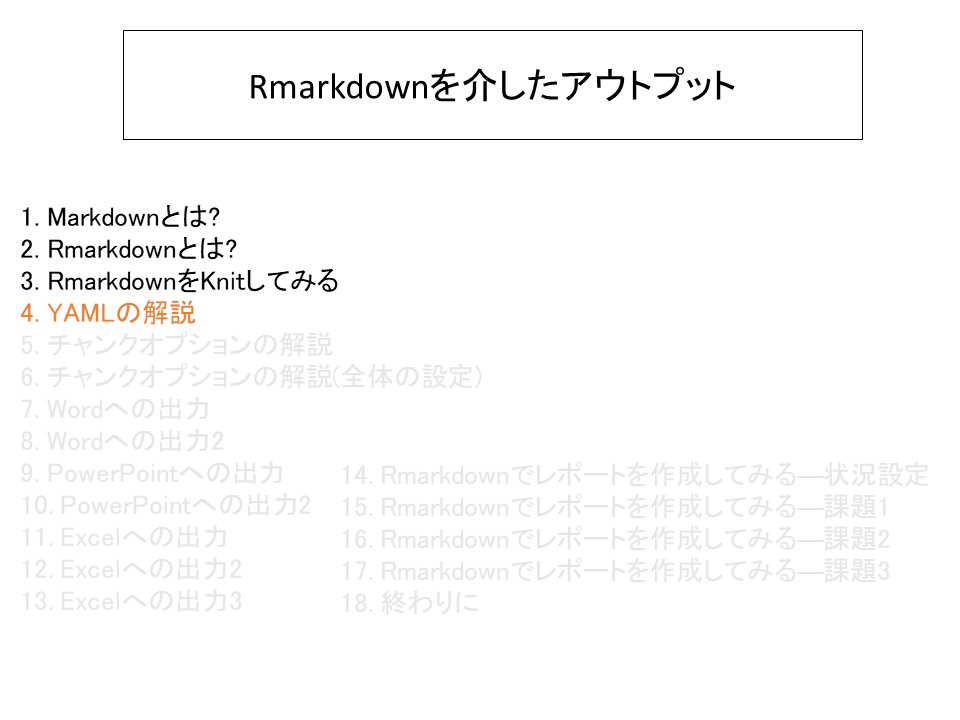 Rmarkdownを介したアウトプット
1. Markdownとは?
2. Rmarkdownとは?
3. RmarkdownをKnitしてみる
4. YAMLの解説
5. チャンクオプションの解説
6. チャンクオプションの解説(全体の設定)
7. Wordへの出力
8. Wordへの出力2
9. PowerPointへの出力
10. PowerPointへの出力2
11. Excelへの出力
12. Excelへの出力2
13. Excelへの出力3
14. Rmarkdownでレポートを作成してみる―状況設定
15. Rmarkdownでレポートを作成してみる―課題1
16. Rmarkdownでレポートを作成してみる―課題2
17. Rmarkdownでレポートを作成してみる―課題3
18. 終わりに